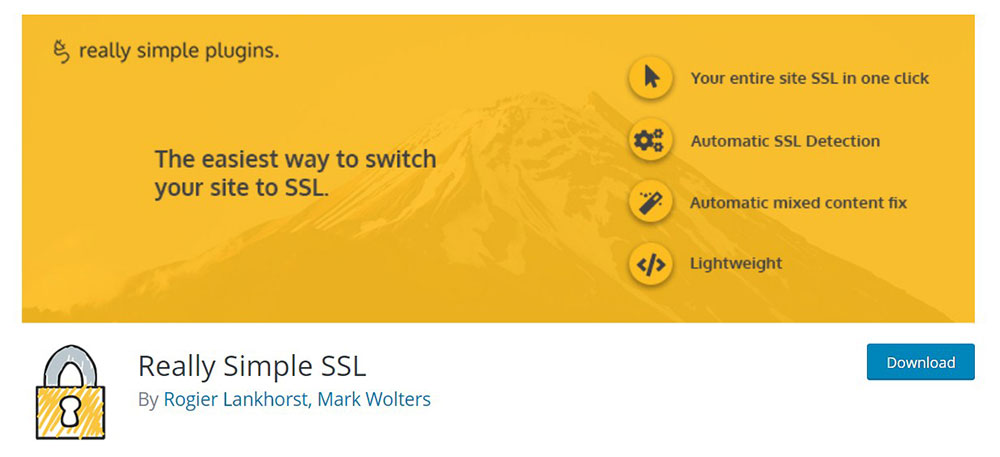 really simple plugins.
The easiest way to switch
your site to SSL.
Your entire site SSL in one click
Automatic SSL Detection
Automatic mixed content fix
Lightweight
Really Simple SSL
By Rogier Lankhorst, Mark Wolters
Download